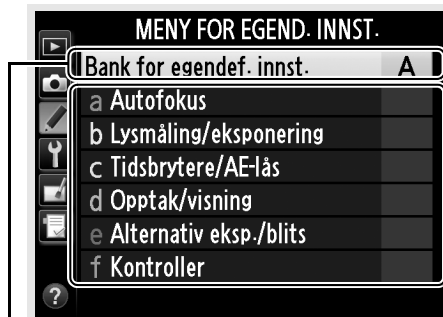 MENY FOR EGEND. INNST.
Bank for egendef. innst. A
a Autofokus
b Lysmåling/eksponering
c Tidsbrytere/AE-lås
d Opptak/visning
e Alternativ eksp./blits
f Kontroller
?